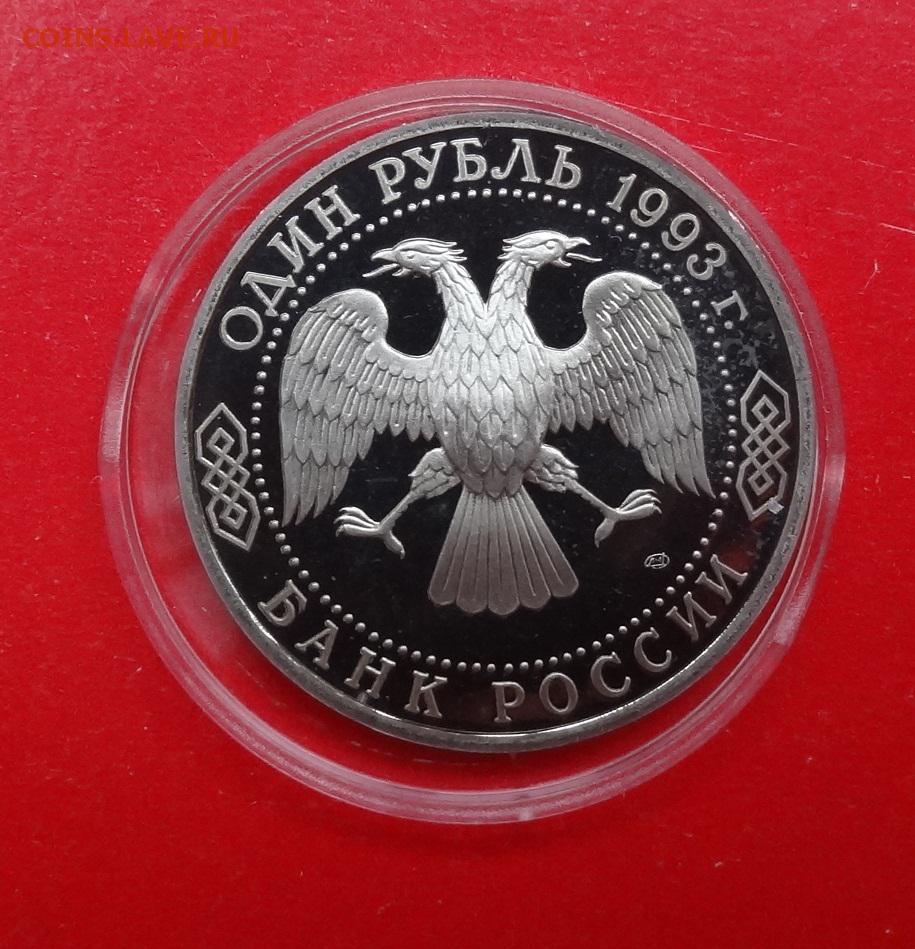 COINS.LAVE.RU
ОДИН РУБЛЬ 1993 г.
БАНК РОССИИ